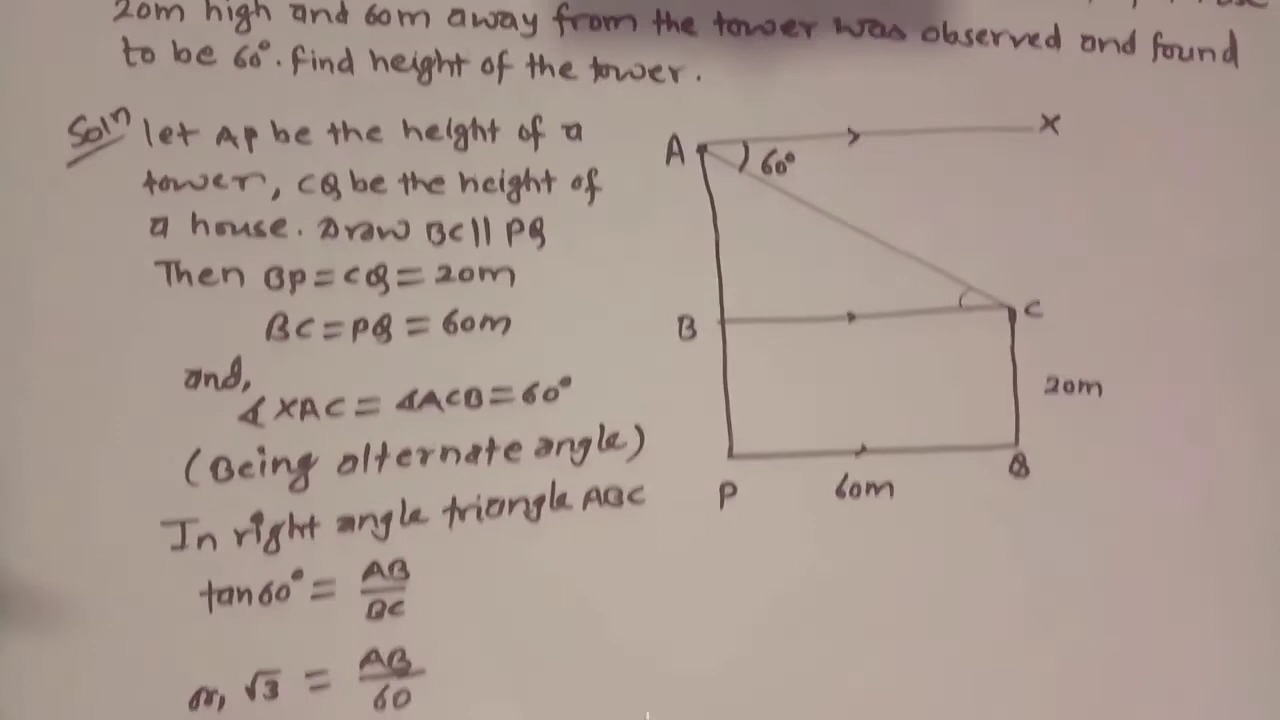 20m high and 60m away from the tower was observed and found
to be 60°. find height of the tower.
Solⁿ let AP be the height of a
tower, CQ be the height of
a house. Draw BC || PQ
Then BP = CQ = 20m
BC = PQ = 60m
and,
∡XAC = ∡ACB = 60°
(Being alternate angle)
In right angle triangle ABC
tan60° = AB/BC
or, √3 = AB/60
A
X
60°
B
C
20m
P
60m
Q